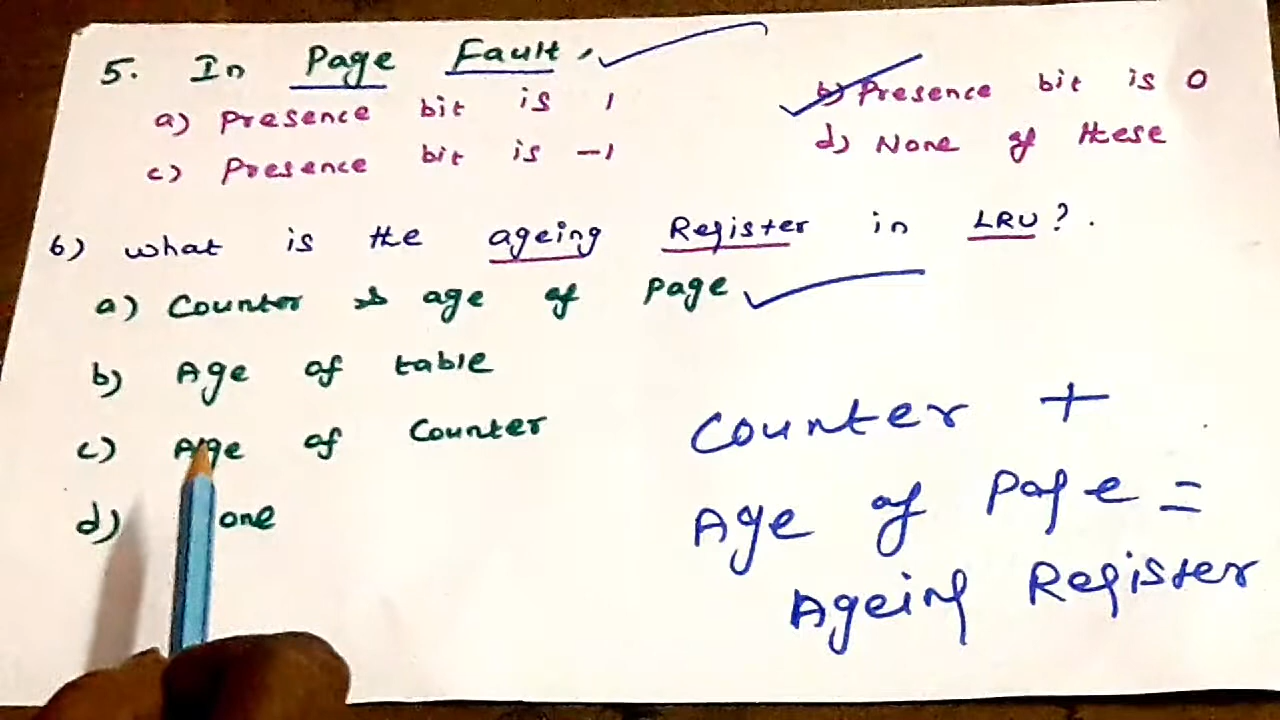 5. In Page Fault,
a) Presence bit is 1
b) Presence bit is 0
c) Presence bit is -1
d) None of these
6) What is the ageing Register in LRU?.
a) Counter & age of page
b) Age of table
c) Age of Counter
d) one
Counter +
Age of Page =
Ageing Register